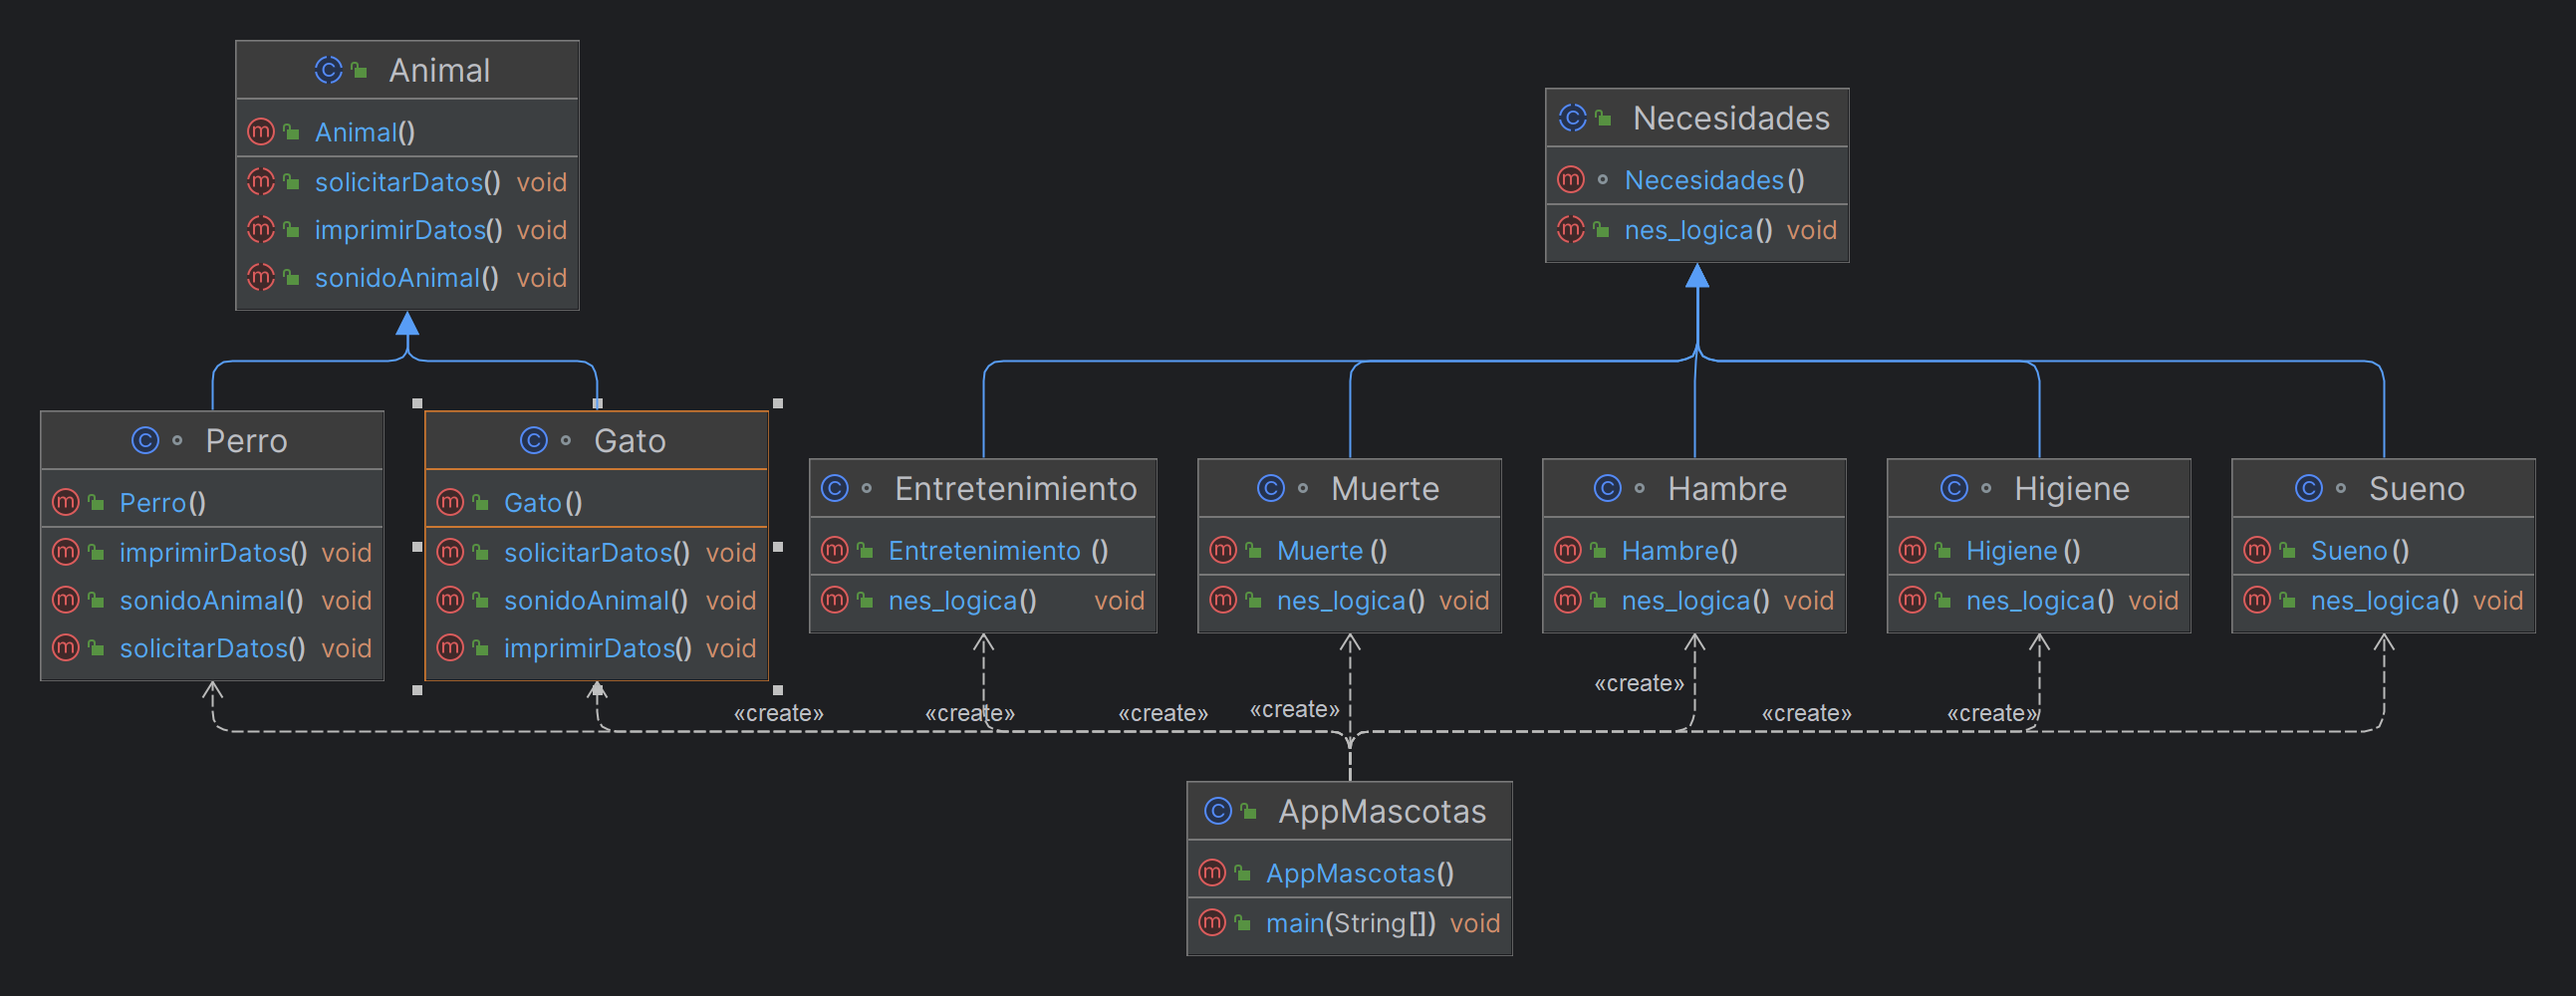 Animal
Animal()
solicitarDatos() void
imprimirDatos() void
sonidoAnimal() void
Necesidades
Necesidades()
nes_logica() void
Perro
Perro()
imprimirDatos() void
sonidoAnimal() void
solicitarDatos() void
Gato
Gato()
solicitarDatos() void
sonidoAnimal() void
imprimirDatos() void
Entretenimiento
Entretenimiento ()
nes_logica() void
Muerte
Muerte ()
nes_logica() void
Hambre
Hambre()
nes_logica() void
Higiene
Higiene ()
nes_logica() void
Sueno
Sueno ()
nes_logica() void
«create»
«create»
«create»
«create»
«create»
«create»
«create»
AppMascotas
AppMascotas()
main(String[]) void